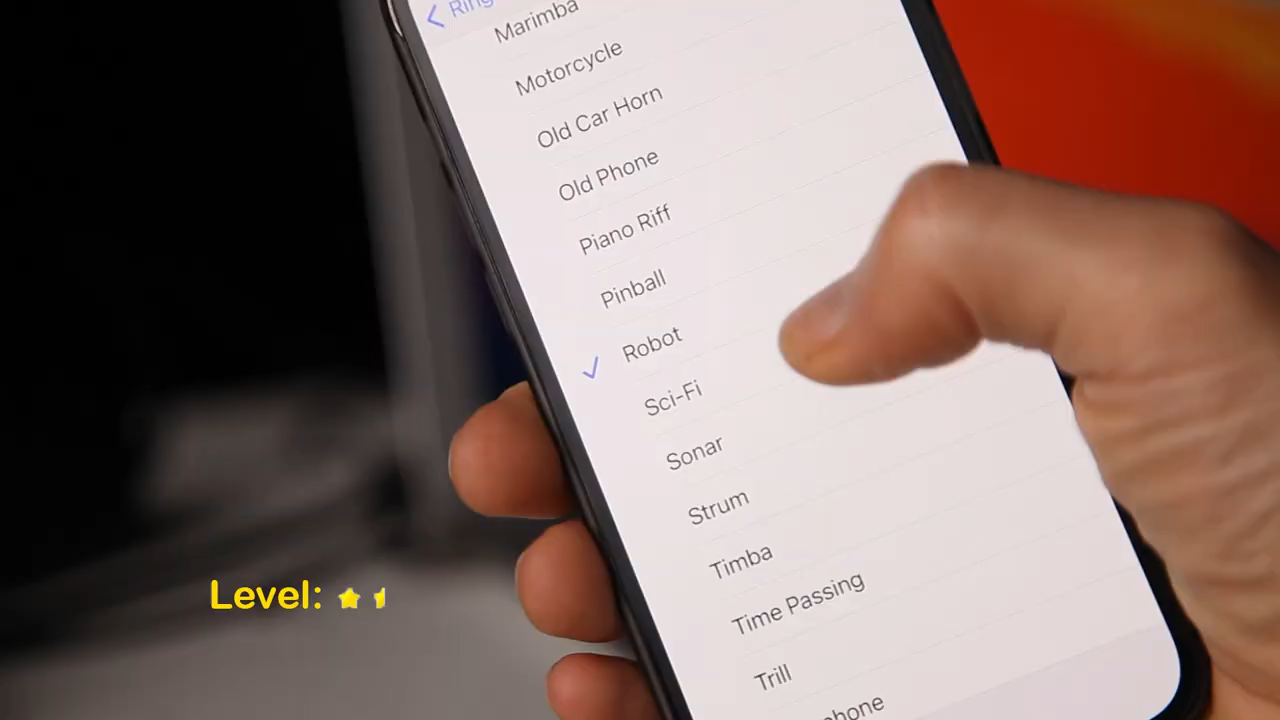 Marimba
Motorcycle
Old Car Horn
Old Phone
Piano Riff
Pinball
Robot
Sci-Fi
Sonar
Strum
Timba
Time Passing
Trill
Level: